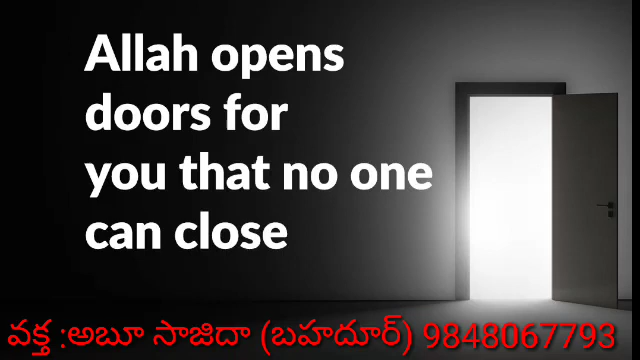 Allah opens
doors for
you that no one
can close
వక్త :అబూ సాజిదా (బహదూర్) 9848067793